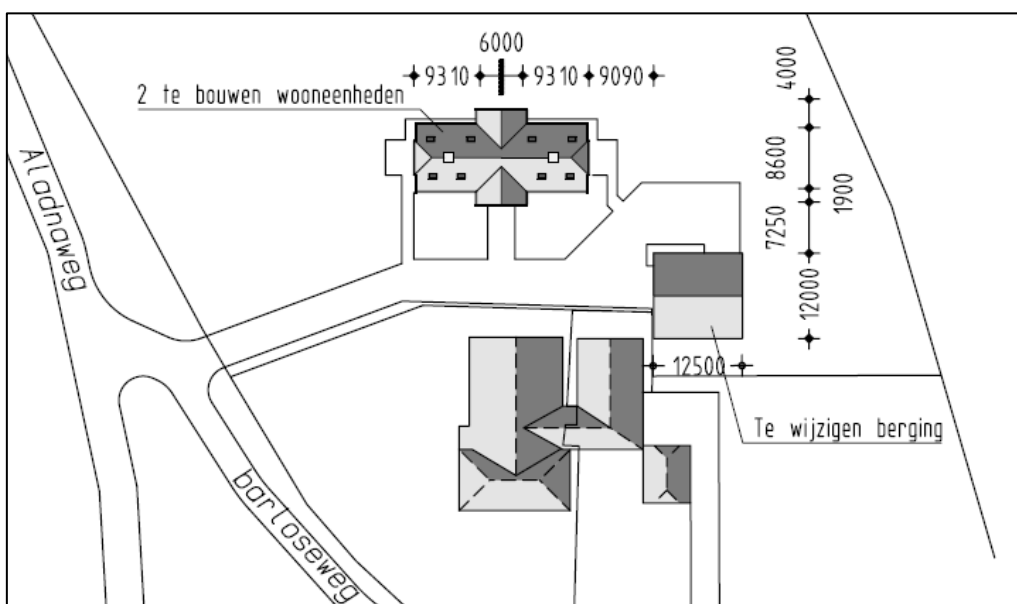 6000
9310 9310 9090
2 te bouwen wooneenheden
4000
8600
1900
7250
12000
12500
Te wijzigen berging
Aladnaweg
barloseweg